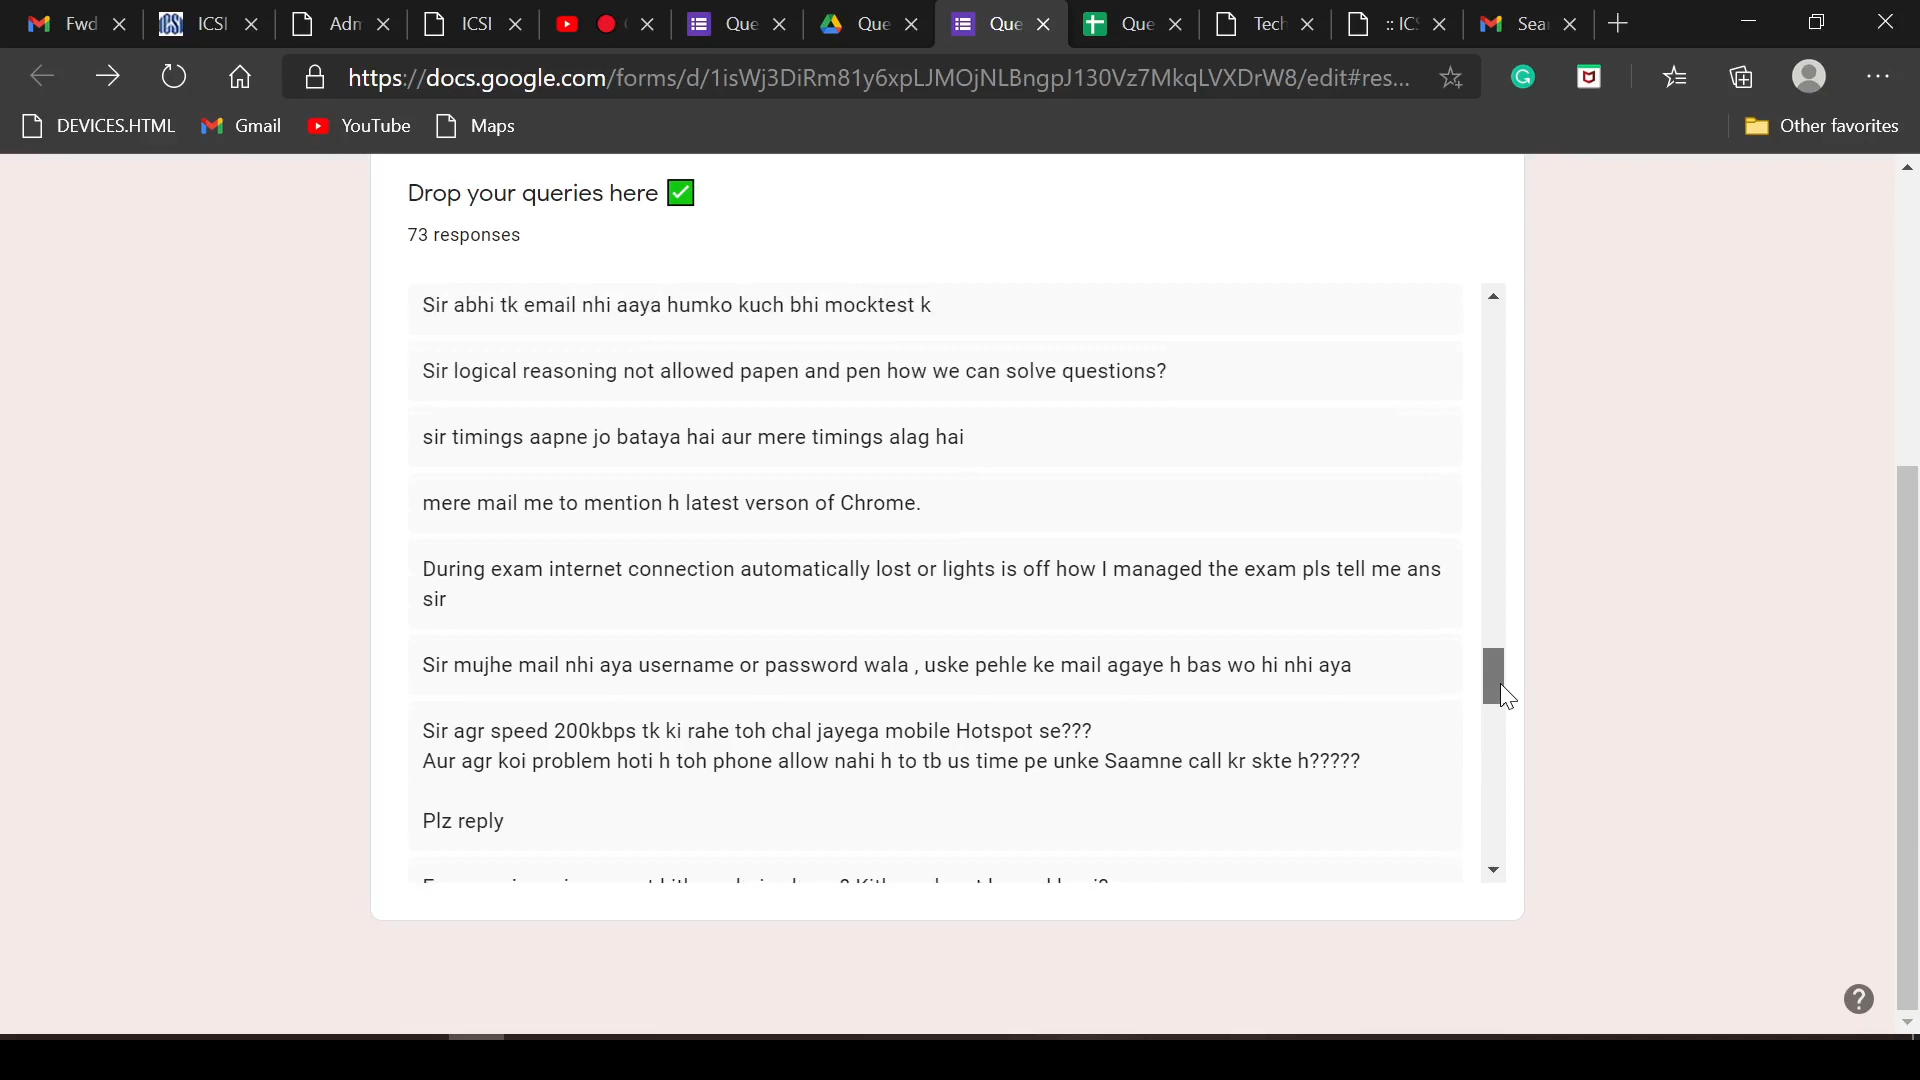 Fwd
ICSI
Adm
ICSI
Que
Que
Que
Que
Tech
:: IC
Sea
https://docs.google.com/forms/d/1isWj3DiRm81y6xpLJMOjNLBngpJ130Vz7MkqLVXDrW8/edit#res...
DEVICES.HTML
Gmail
YouTube
Maps
Other favorites
Drop your queries here
73 responses
Sir abhi tk email nhi aaya humko kuch bhi mocktest k
Sir logical reasoning not allowed papen and pen how we can solve questions?
sir timings aapne jo bataya hai aur mere timings alag hai
mere mail me to mention h latest verson of Chrome.
During exam internet connection automatically lost or lights is off how I managed the exam pls tell me ans
sir
Sir mujhe mail nhi aya username or password wala , uske pehle ke mail agaye h bas wo hi nhi aya
Sir agr speed 200kbps tk ki rahe toh chal jayega mobile Hotspot se???
Aur agr koi problem hoti h toh phone allow nahi h to tb us time pe unke Saamne call kr skte h?????
Plz reply